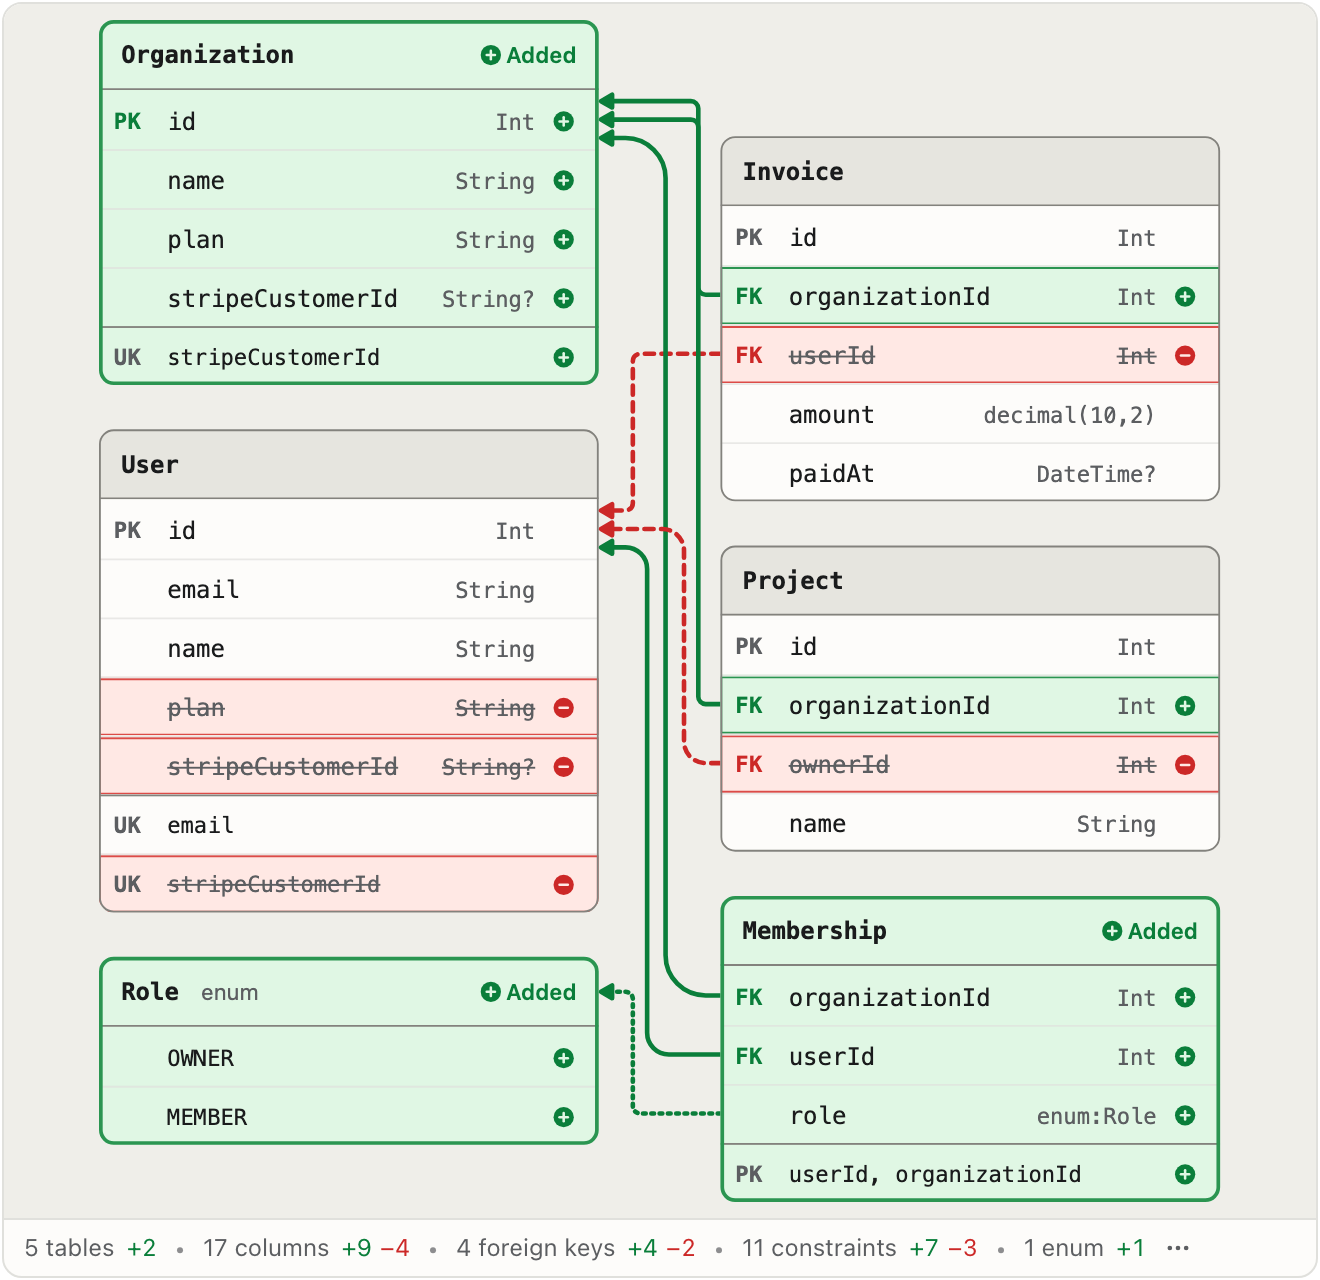 Organization Added
PK id Int
name String
plan String
stripeCustomerId String?
UK stripeCustomerId
Invoice
PK id Int
FK organizationId Int
FK userId Int
amount decimal(10,2)
paidAt DateTime?
User
PK id Int
email String
name String
plan String
stripeCustomerId String?
UK email
UK stripeCustomerId
Project
PK id Int
FK organizationId Int
FK ownerId Int
name String
Role enum Added
OWNER
MEMBER
Membership Added
FK organizationId Int
FK userId Int
role enum:Role
PK userId, organizationId
5 tables +2 • 17 columns +9 −4 • 4 foreign keys +4 −2 • 11 constraints +7 −3 • 1 enum +1 ···